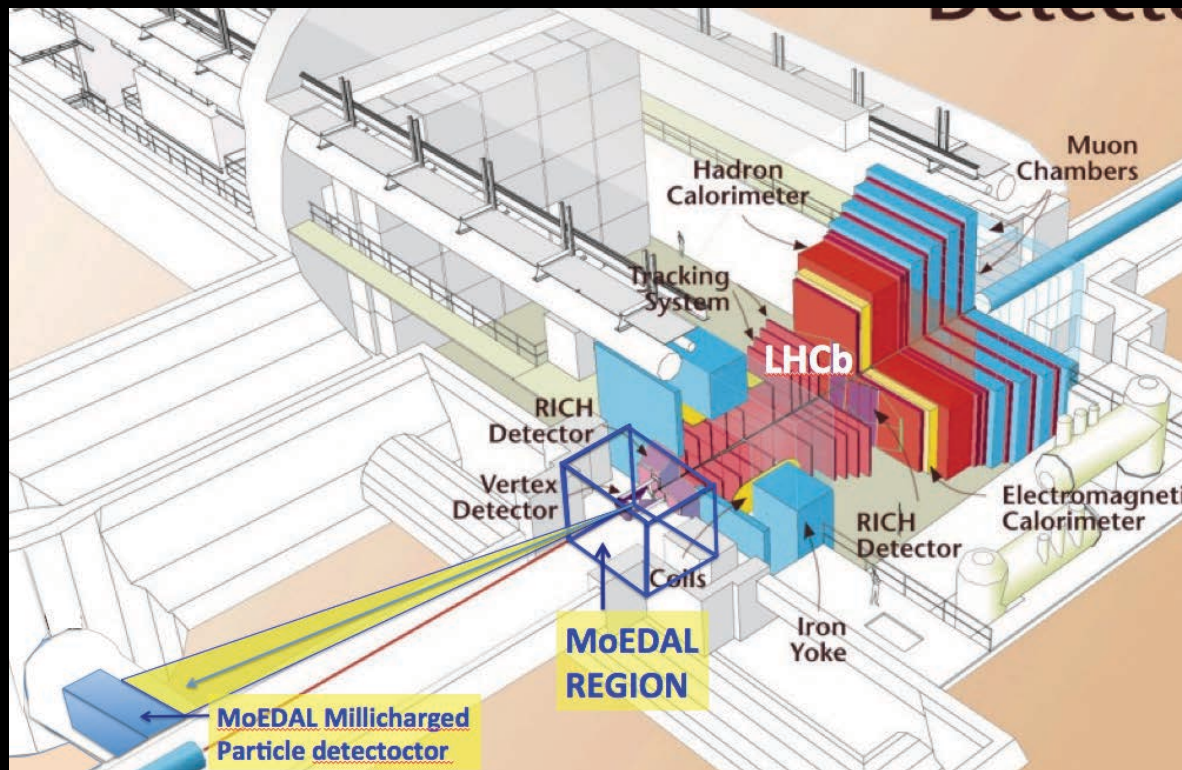 Detecto
Muon
Chambers
Hadron
Calorimeter
Tracking
System
LHCb
RICH
Detector
Vertex
Detector
Electromagneti
Calorimeter
RICH
Detector
Coils
Iron
Yoke
MoEDAL
REGION
MoEDAL Millicharged
Particle detectoctor